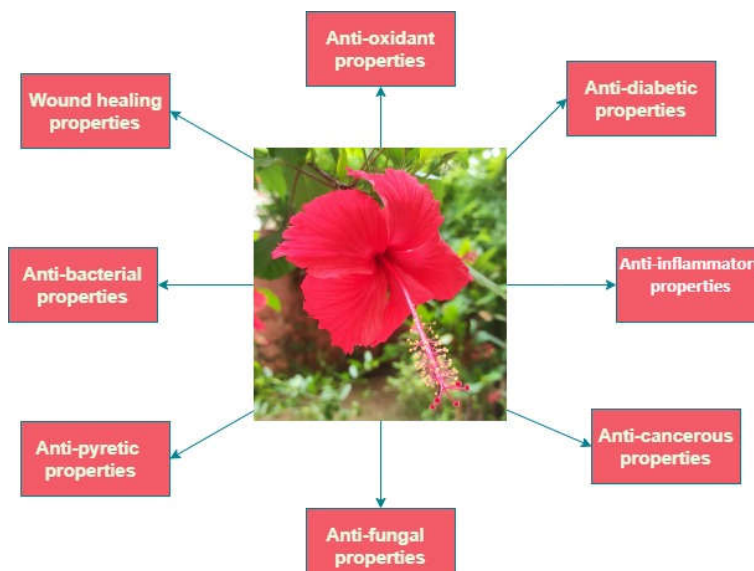 Anti-oxidant
properties
Wound healing
properties
Anti-diabetic
properties
Anti-bacterial
properties
Anti-inflammator
properties
Anti-pyretic
properties
Anti-cancerous
properties
Anti-fungal
properties